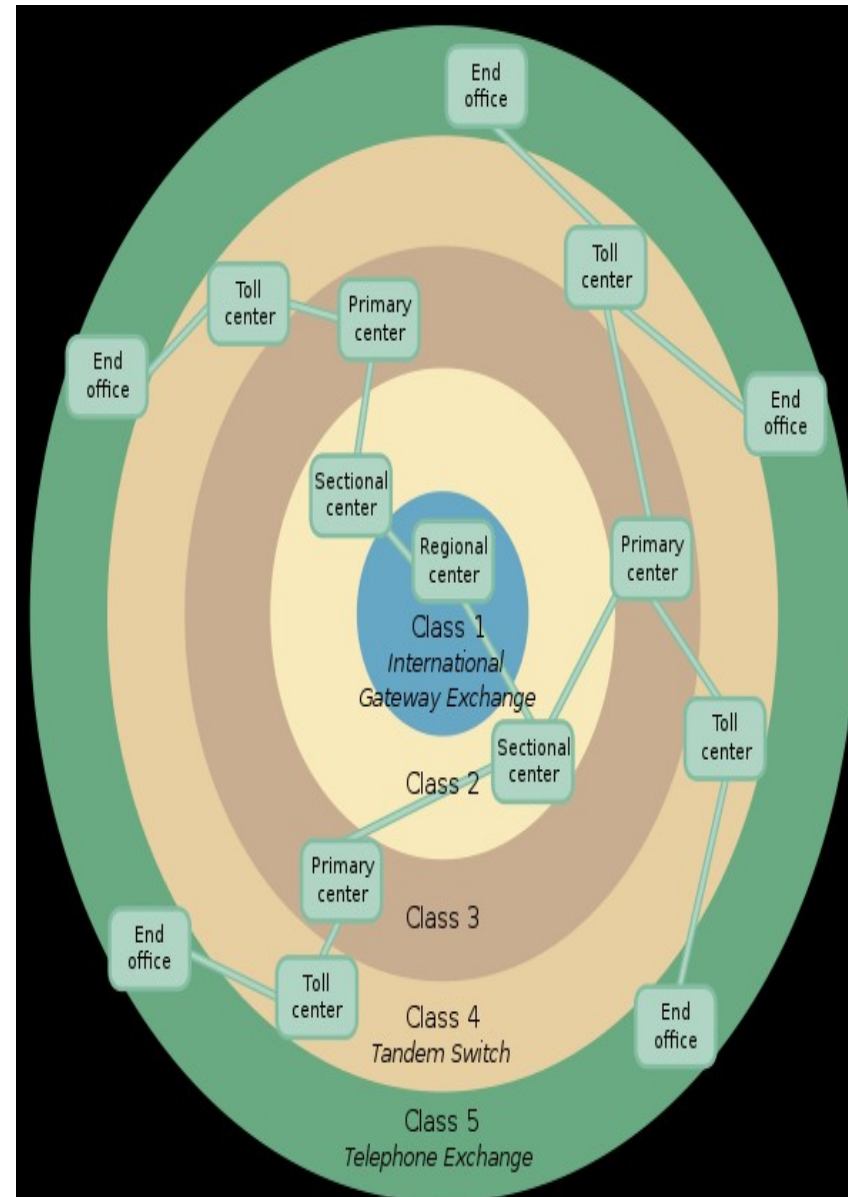 End
office
Toll
center
Toll
center
Primary
center
End
office
End
office
Sectional
center
Regional
center
Primary
center
Class 1
International
Gateway Exchange
Toll
center
Sectional
center
Class 2
Primary
center
Class 3
End
office
Toll
center
End
office
Class 4
Tandem Switch
Class 5
Telephone Exchange